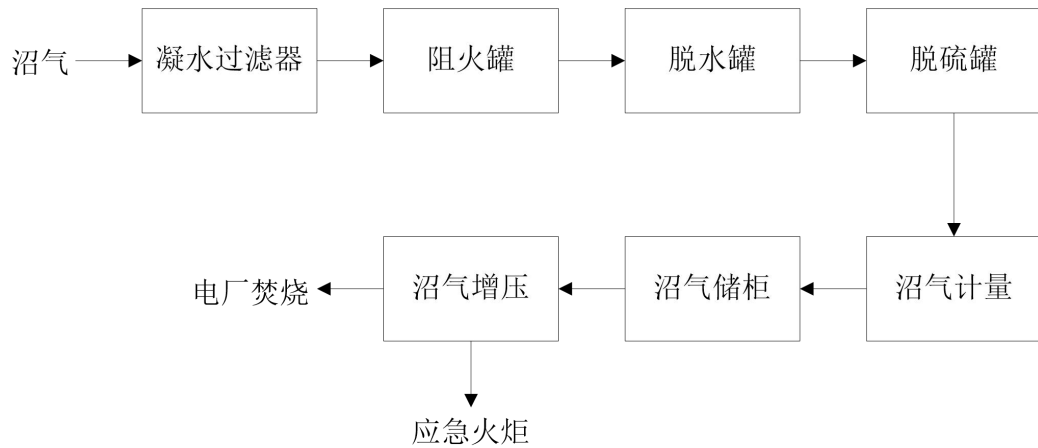 沼气
凝水过滤器
阻火罐
脱水罐
脱硫罐
沼气计量
沼气储柜
沼气增压
电厂焚烧
应急火炬